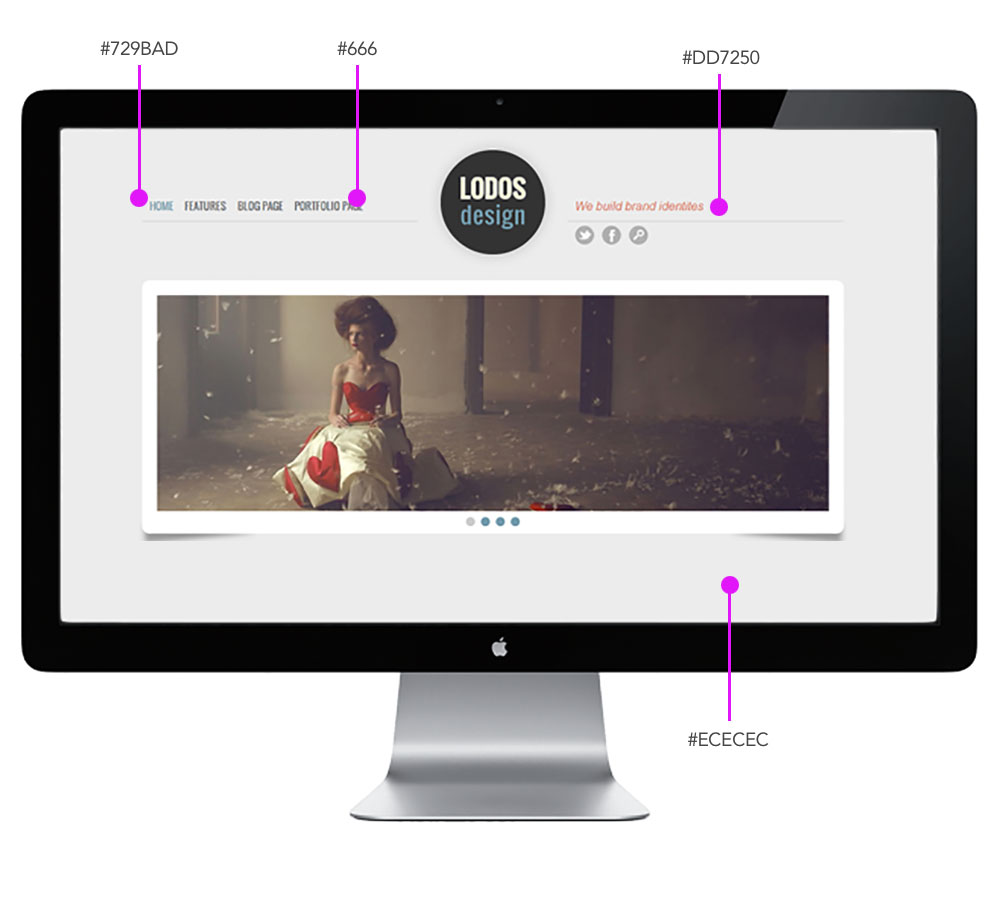 #729BAD
#666
#DD7250
LODOS
design
HOME FEATURES BLOG PAGE PORTFOLIO PAGE
We build brand identites
#ECECEC